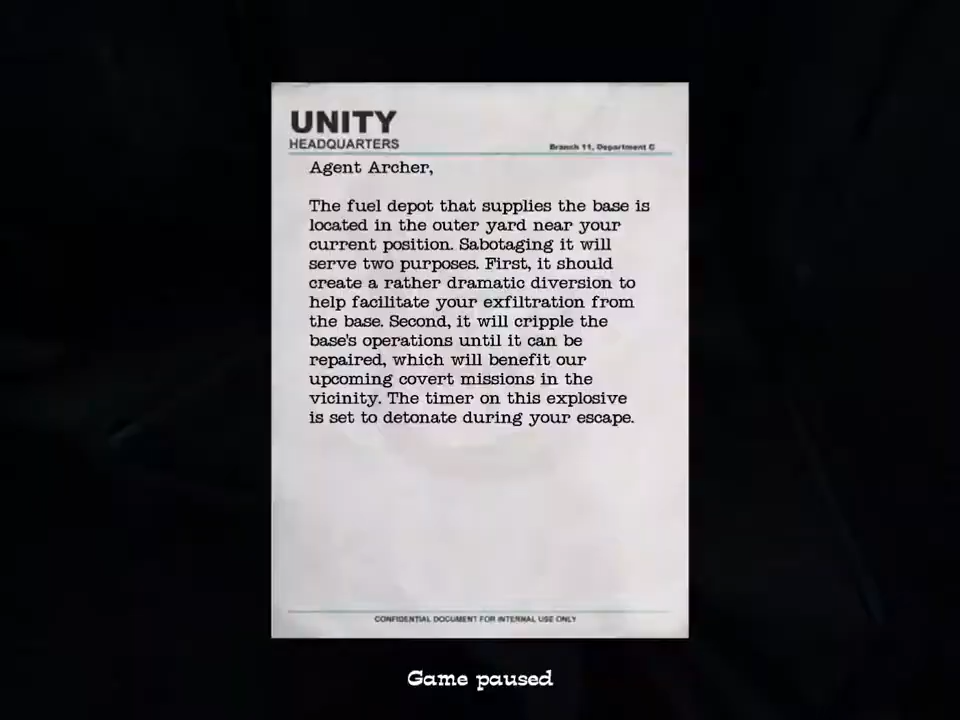 UNITY
HEADQUARTERS
Branch 11, Department C
Agent Archer,
The fuel depot that supplies the base is
located in the outer yard near your
current position. Sabotaging it will
serve two purposes. First, it should
create a rather dramatic diversion to
help facilitate your exfiltration from
the base. Second, it will cripple the
base's operations until it can be
repaired, which will benefit our
upcoming covert missions in the
vicinity. The timer on this explosive
is set to detonate during your escape.
CONFIDENTIAL DOCUMENT FOR INTERNAL USE ONLY
Game paused